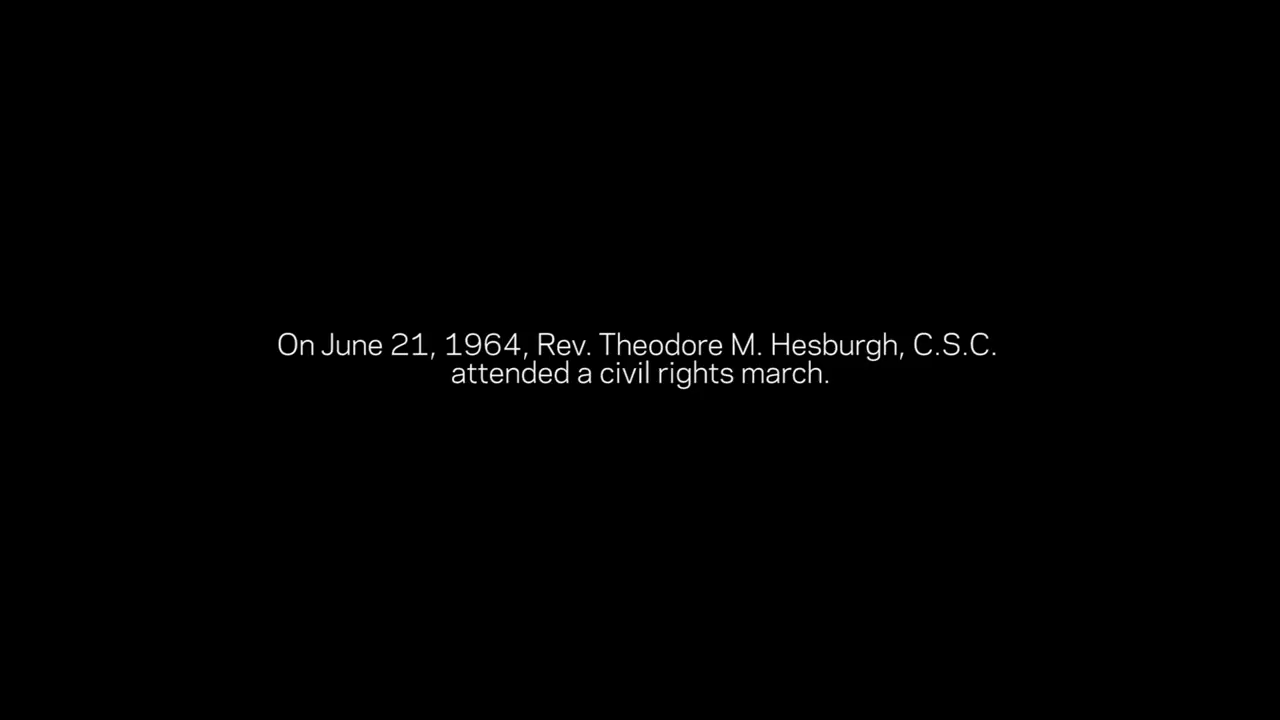 On June 21, 1964, Rev. Theodore M. Hesburgh, C.S.C.
attended a civil rights march.